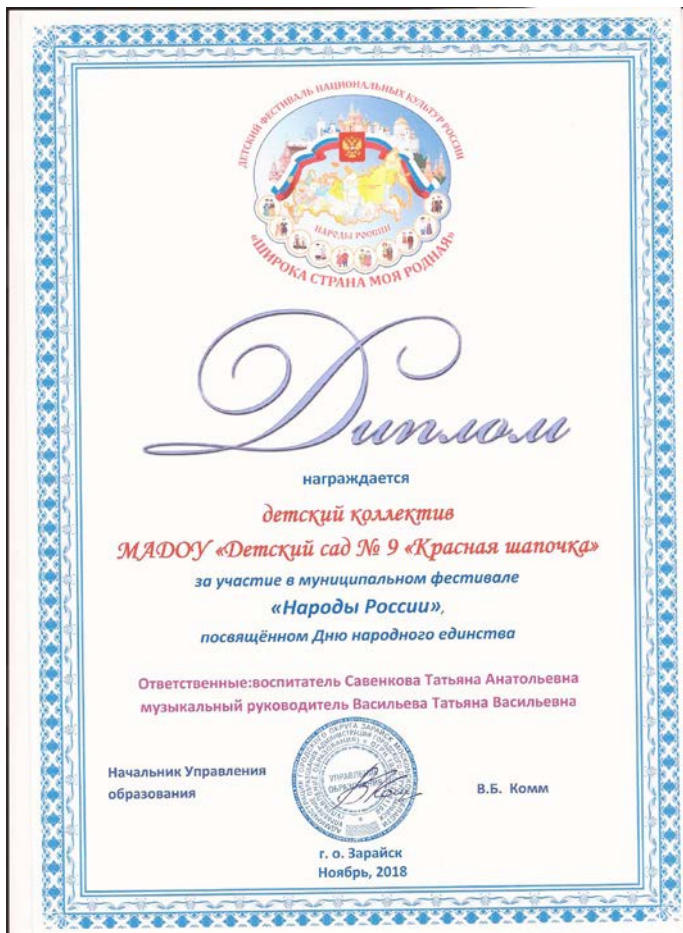 ДЕТСКИЙ ФЕСТИВАЛЬ НАЦИОНАЛЬНЫХ КУЛЬТУР РОССИИ
НАРОДЫ РОССИИ
«ШИРОКА СТРАНА МОЯ РОДНАЯ»
Диплом
награждается
детский коллектив
МАДОУ «Детский сад № 9 «Красная шапочка»
за участие в муниципальном фестивале
«Народы России»,
посвящённом Дню народного единства
Ответственные:воспитатель Савенкова Татьяна Анатольевна
музыкальный руководитель Васильева Татьяна Васильевна
Начальник Управления
образования
УПРАВЛЕНИЕ
ОБРАЗОВАНИЯ
В.Б. Комм
г. о. Зарайск
Ноябрь, 2018